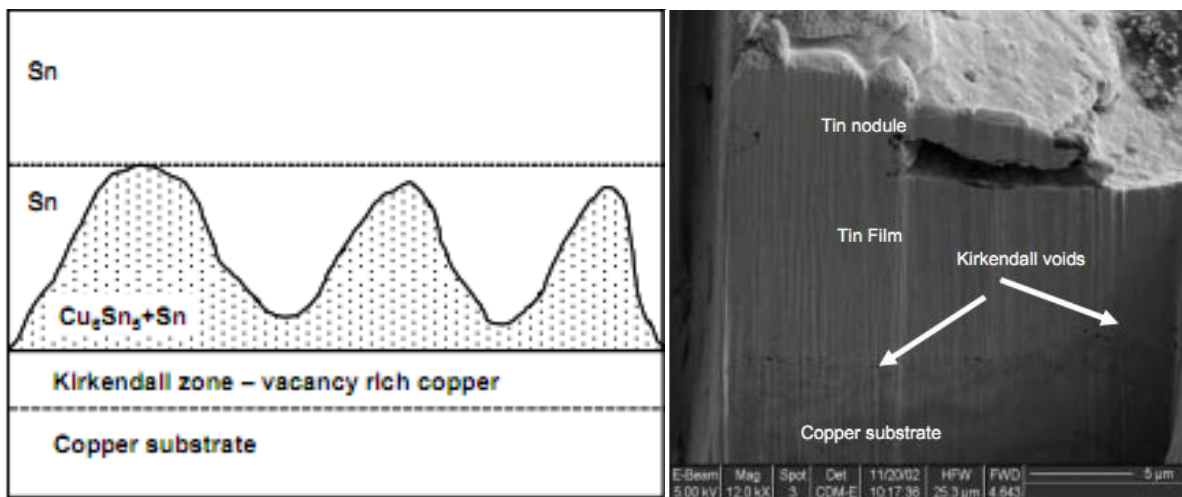 Sn
Sn
Cu₆Sn₅+Sn
Kirkendall zone – vacancy rich copper
Copper substrate
Tin nodule
Tin Film
Kirkendall voids
Copper substrate
E-Beam Mag Spot Det 11/20/02 HFW FWD 5 µm
5.00 kV 12.0 kX 3 CDM-E 10:17:36 25.3 µm 4.643